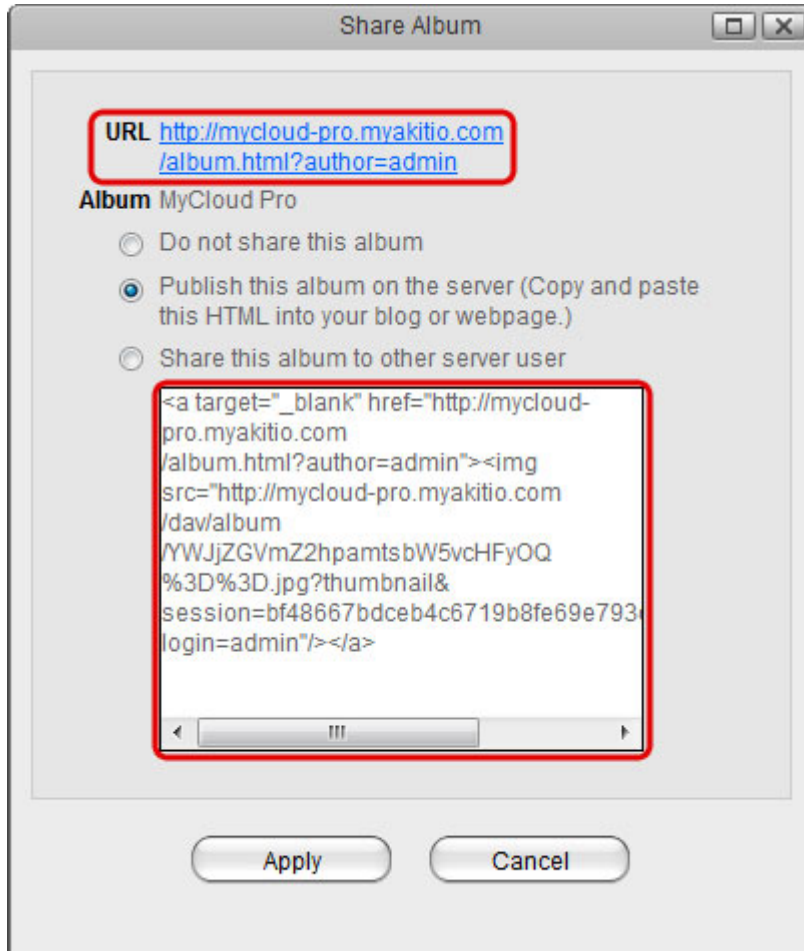 Share Album
URL http://mycloud-pro.myakitio.com
/album.html?author=admin
Album MyCloud Pro
Do not share this album
Publish this album on the server (Copy and paste
this HTML into your blog or webpage.)
Share this album to other server user
<a target="_blank" href="http://mycloud-
pro.myakitio.com
/album.html?author=admin"><img
src="http://mycloud-pro.myakitio.com
/dav/album
/YWJjZGVmZ2hpamtsbW5vcHFyOQ
%3D%3D.jpg?thumbnail&
session=bf48667bdceb4c6719b8fe69e793
login=admin"/></a>
Apply
Cancel